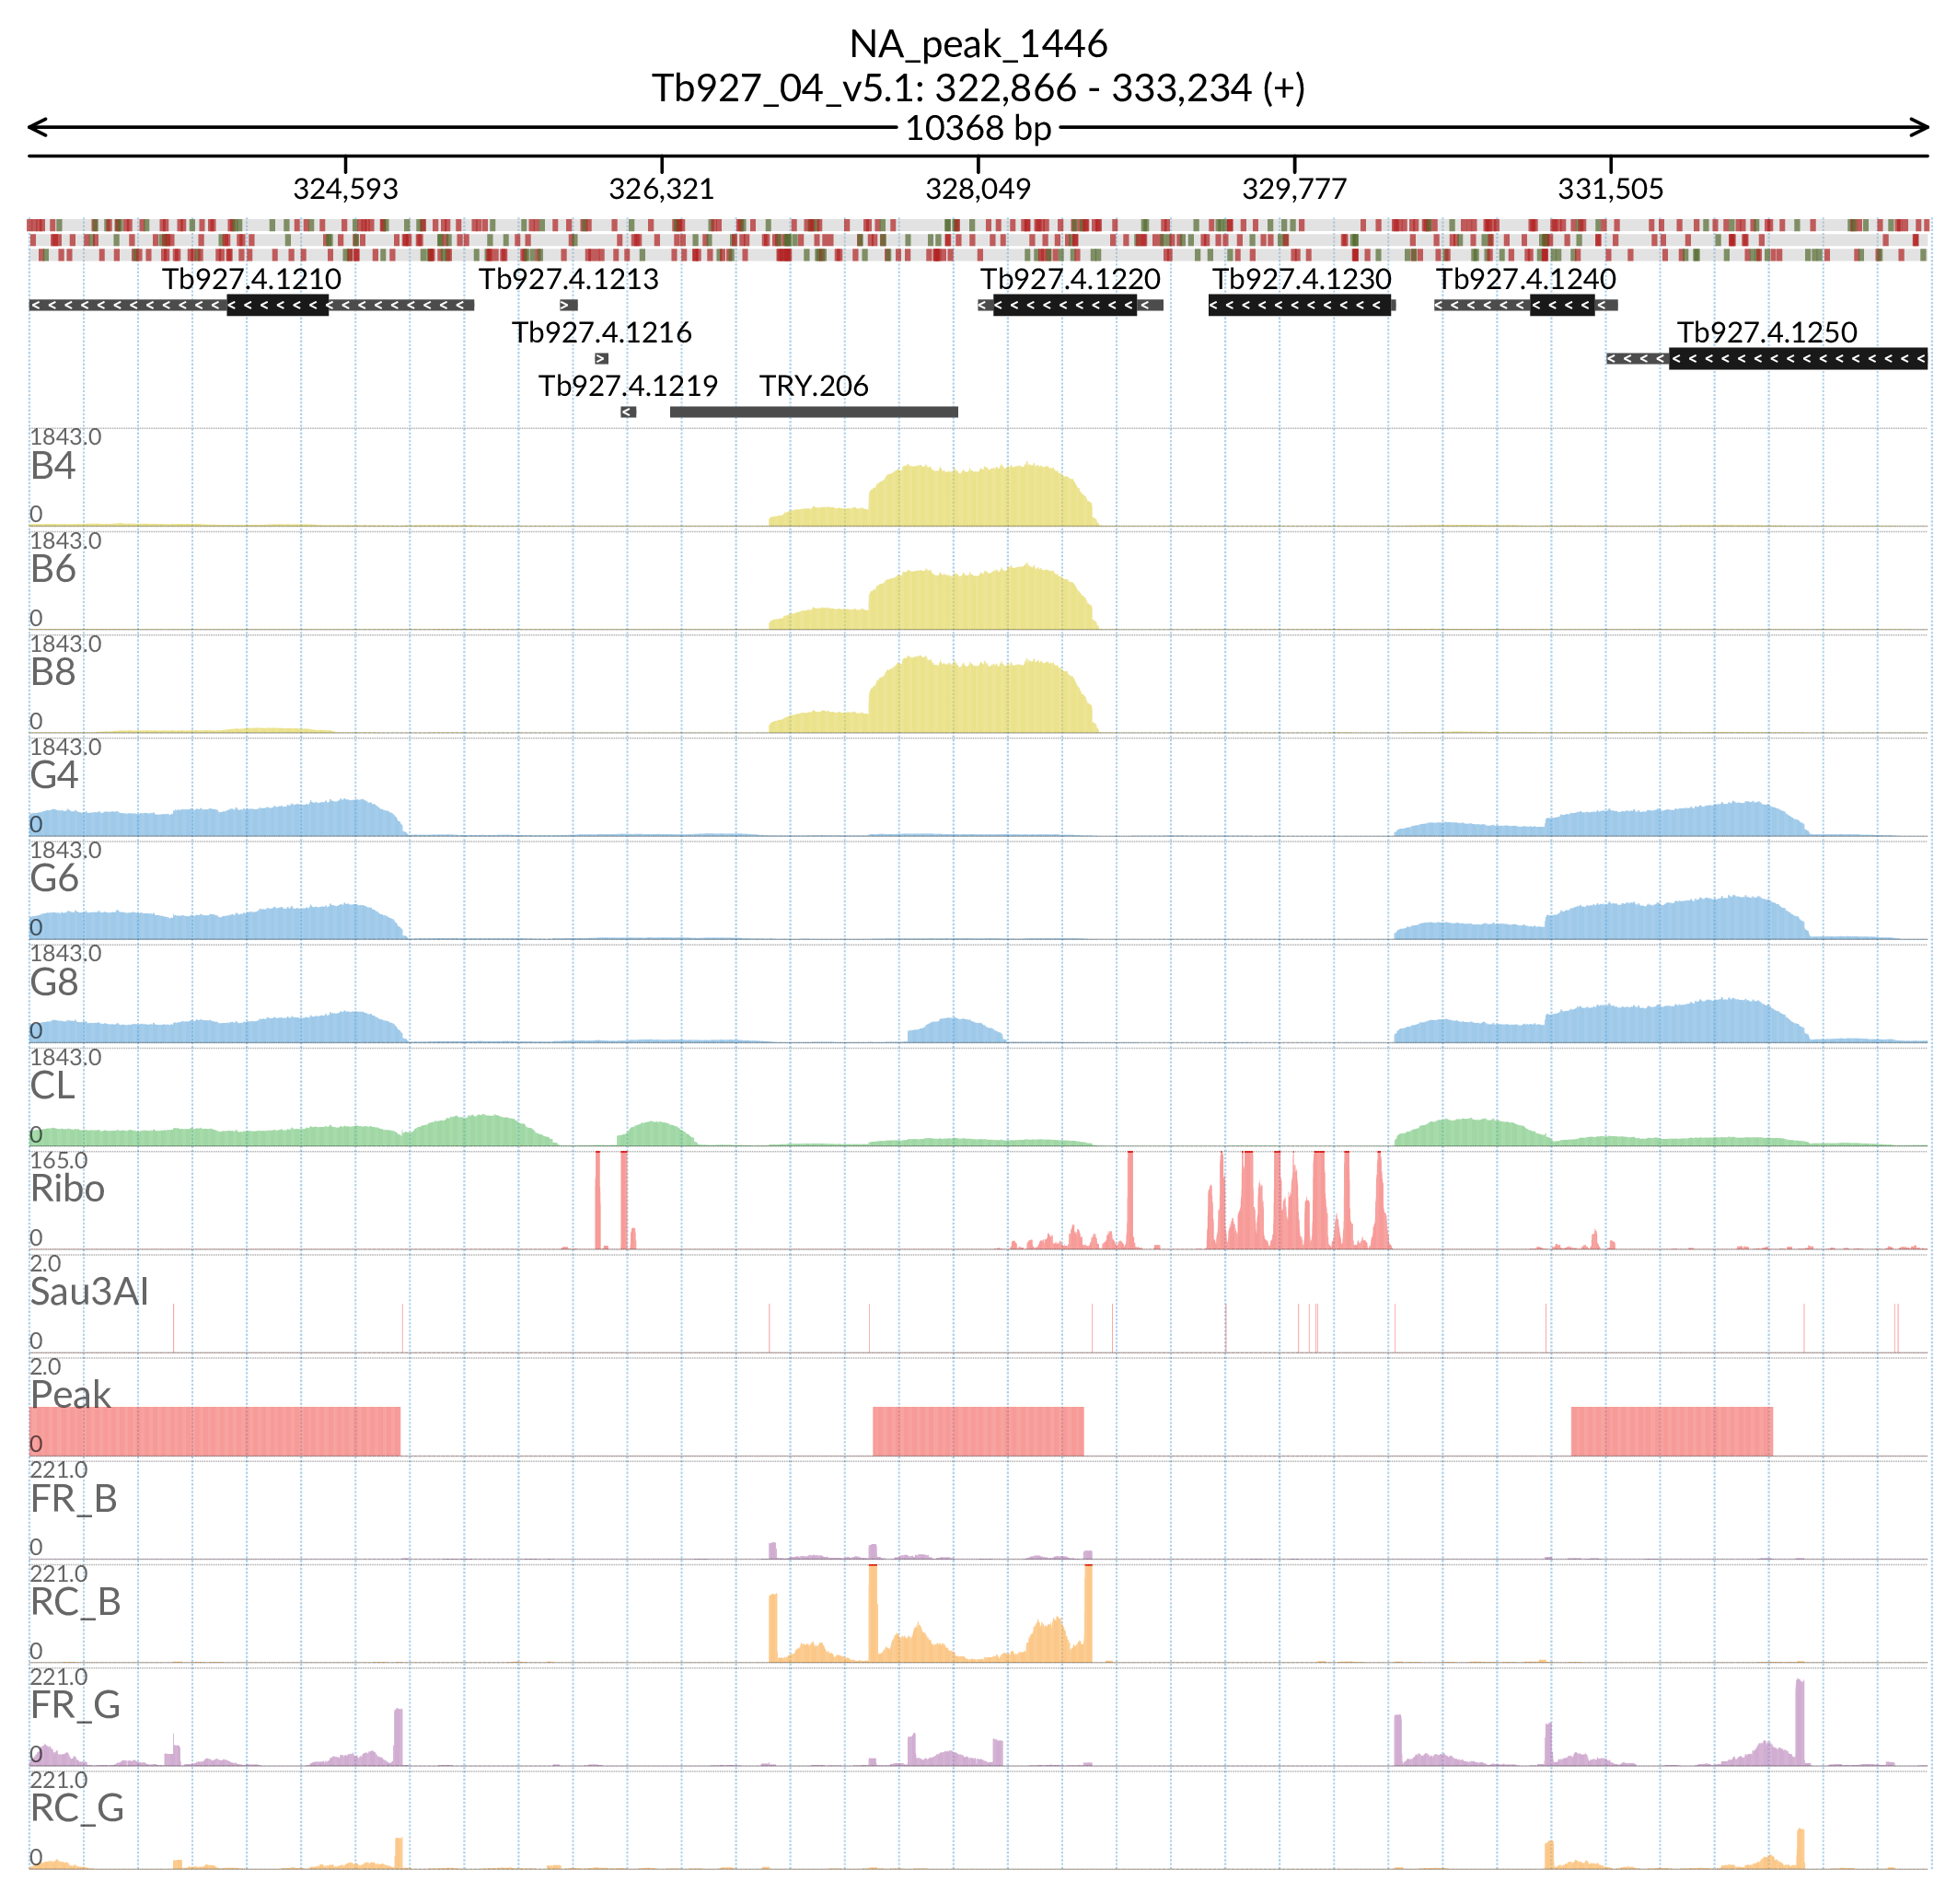 NA_peak_1446
Tb927_04_v5.1: 322,866 - 333,234 (+)
10368 bp
324,593 326,321 328,049 329,777 331,505
Tb927.4.1210 Tb927.4.1213 Tb927.4.1220 Tb927.4.1230 Tb927.4.1240
Tb927.4.1216 Tb927.4.1250
Tb927.4.1219 TRY.206
1843.0
B4
0
1843.0
B6
0
1843.0
B8
0
1843.0
G4
0
1843.0
G6
0
1843.0
G8
0
1843.0
CL
0
165.0
Ribo
0
2.0
Sau3AI
0
2.0
Peak
0
221.0
FR_B
0
221.0
RC_B
0
221.0
FR_G
0
221.0
RC_G
0